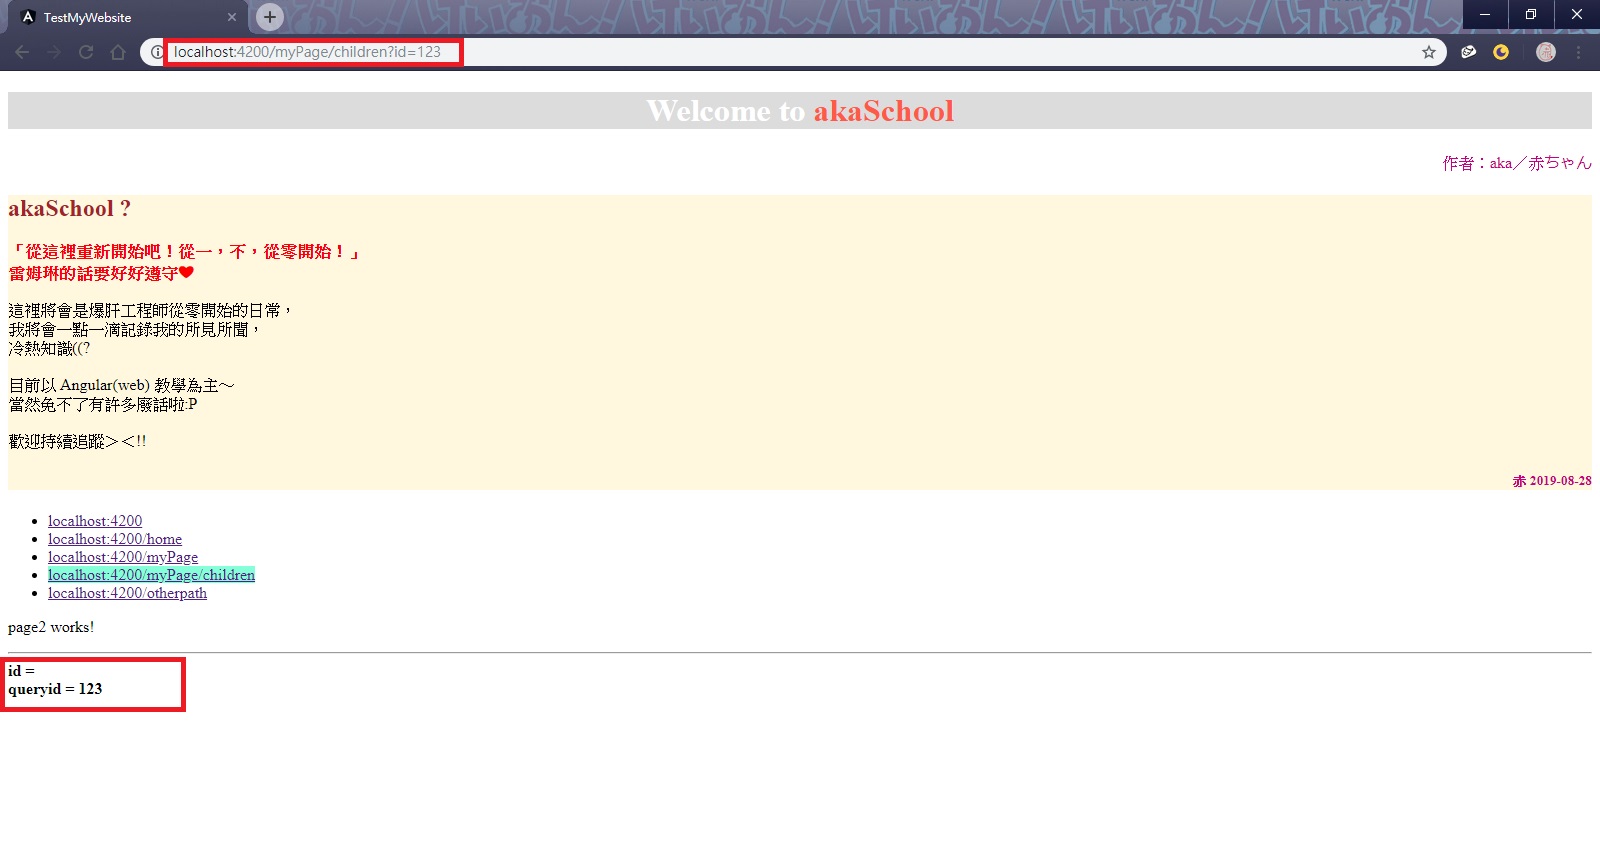 TestMyWebsite
localhost:4200/myPage/children?id=123
Welcome to akaSchool
作者：aka／赤ちゃん
akaSchool ?
「從這裡重新開始吧！從一，不，從零開始！」
雷姆琳的話要好好遵守❤
這裡將會是爆肝工程師從零開始的日常，
我將會一點一滴記錄我的所見所聞，
冷熱知識((?
目前以 Angular(web) 教學為主～
當然免不了有許多廢話啦:P
歡迎持續追蹤＞＜!!
赤 2019-08-28
localhost:4200
localhost:4200/home
localhost:4200/myPage
localhost:4200/myPage/children
localhost:4200/otherpath
page2 works!
id =
queryid = 123